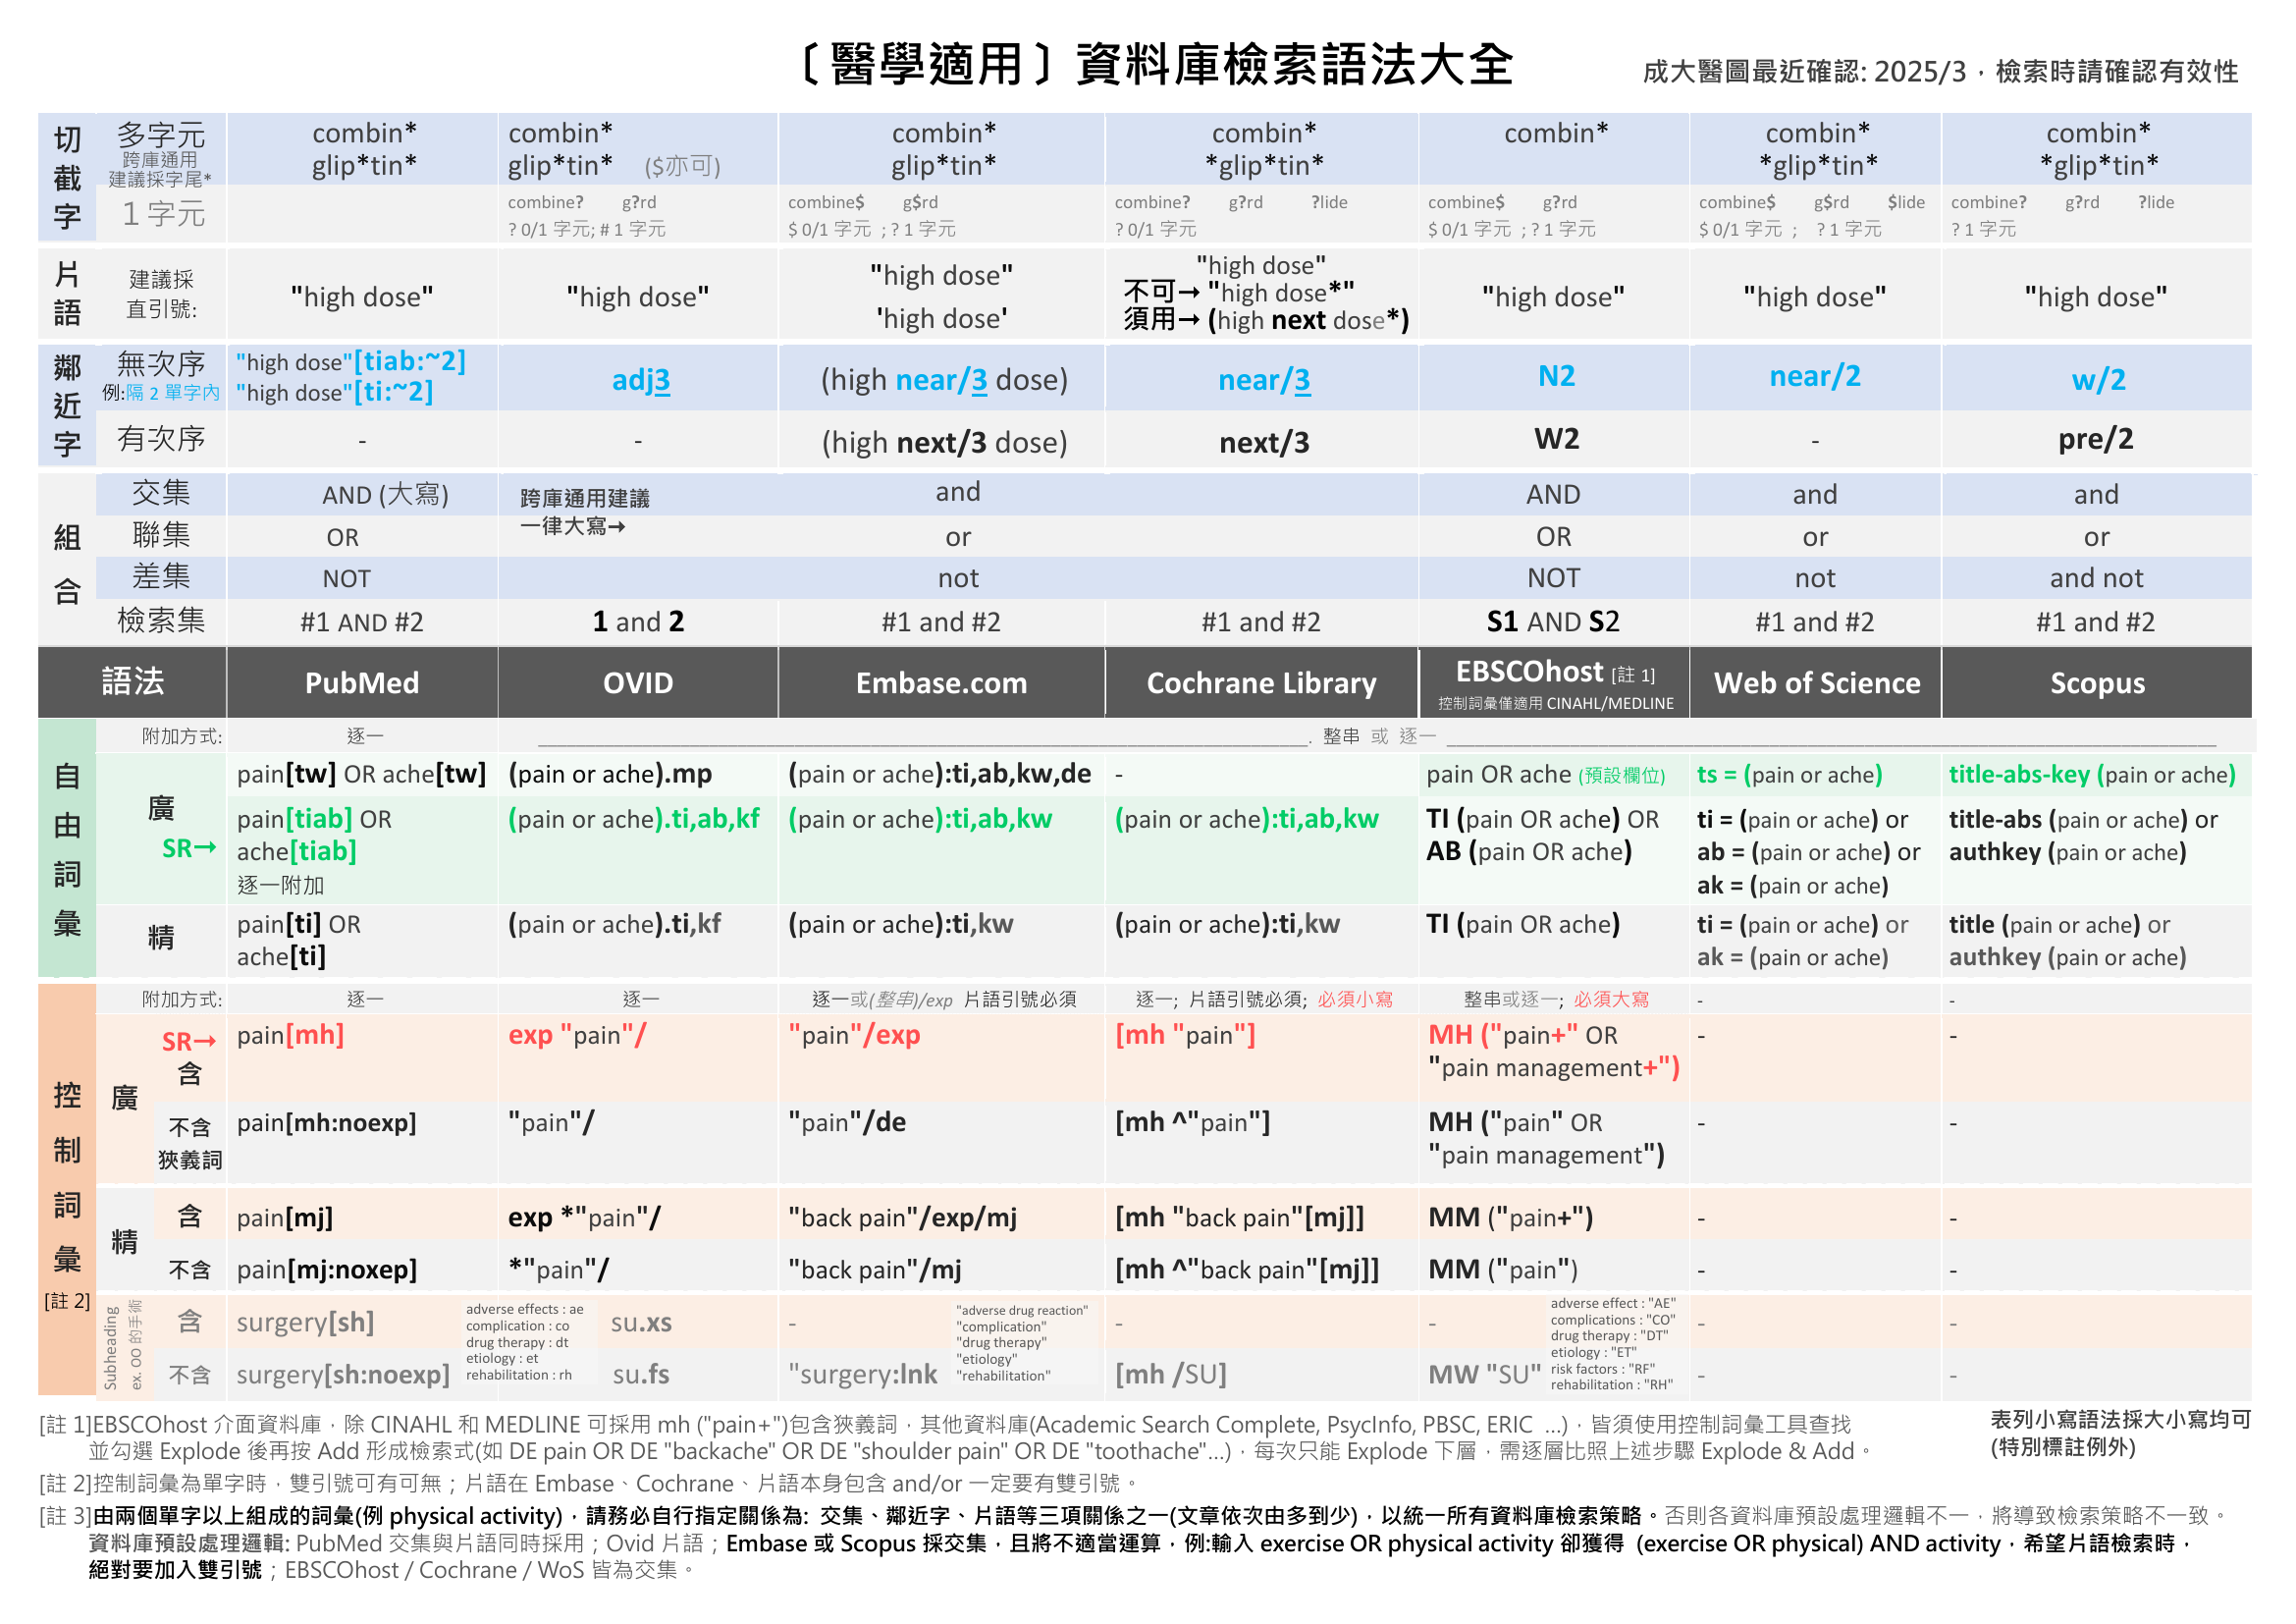 〔醫學適用〕資料庫檢索語法大全
成大醫圖最近確認: 2025/3，檢索時請確認有效性
切截字
多字元 combin* combin* combin* combin* combin* combin* combin*
跨庫通用
建議採字尾* glip*tin* glip*tin* ($亦可) glip*tin* *glip*tin* *glip*tin* *glip*tin*
1 字元 combine? g?rd combine$ g$rd combine? g?rd ?lide combine$ g?rd combine$ g$rd $lide combine? g?rd ?lide
? 0/1 字元; # 1 字元 $ 0/1 字元 ; ? 1 字元 ? 0/1 字元 $ 0/1 字元 ; ? 1 字元 $ 0/1 字元 ; ? 1 字元 ? 1 字元
片語
建議採
直引號:
"high dose" "high dose" "high dose" "high dose" "high dose" "high dose" "high dose"
'high dose' 不可→ "high dose*"
須用→ (high next dose*)
鄰近字
無次序 "high dose"[tiab:~2] adj3 (high near/3 dose) near/3 N2 near/2 w/2
例:隔 2 單字內 "high dose"[ti:~2]
有次序 - - (high next/3 dose) next/3 W2 - pre/2
組合
交集 AND (大寫) 跨庫通用建議 and AND and and
一律大寫→
聯集 OR or OR or or
差集 NOT not NOT not and not
檢索集 #1 AND #2 1 and 2 #1 and #2 #1 and #2 S1 AND S2 #1 and #2 #1 and #2
語法 PubMed OVID Embase.com Cochrane Library EBSCOhost [註 1] Web of Science Scopus
控制詞彙僅適用 CINAHL/MEDLINE
自由詞彙
附加方式: 逐一 . 整串 或 逐一
廣 pain[tw] OR ache[tw] (pain or ache).mp (pain or ache):ti,ab,kw,de - pain OR ache (預設欄位) ts = (pain or ache) title-abs-key (pain or ache)
SR→ pain[tiab] OR (pain or ache).ti,ab,kf (pain or ache):ti,ab,kw (pain or ache):ti,ab,kw TI (pain OR ache) OR ti = (pain or ache) or title-abs (pain or ache) or
ache[tiab] AB (pain OR ache) ab = (pain or ache) or authkey (pain or ache)
逐一附加 ak = (pain or ache)
精 pain[ti] OR (pain or ache).ti,kf (pain or ache):ti,kw (pain or ache):ti,kw TI (pain OR ache) ti = (pain or ache) or title (pain or ache) or
ache[ti] ak = (pain or ache) authkey (pain or ache)
控制詞彙
[註 2]
附加方式: 逐一 逐一 逐一或(整串)/exp 片語引號必須 逐一; 片語引號必須; 必須小寫 整串或逐一; 必須大寫 - -
廣
SR→
含 pain[mh] exp "pain"/ "pain"/exp [mh "pain"] MH ("pain+" OR - -
"pain management+")
不含
狹義詞 pain[mh:noexp] "pain"/ "pain"/de [mh ^"pain"] MH ("pain" OR - -
"pain management")
精
含 pain[mj] exp *"pain"/ "back pain"/exp/mj [mh "back pain"[mj]] MM ("pain+") - -
不含 pain[mj:noxep] *"pain"/ "back pain"/mj [mh ^"back pain"[mj]] MM ("pain") - -
Subheading
ex. OO 的手術
含 surgery[sh] su.xs - - - - -
不含 surgery[sh:noexp] su.fs "surgery:lnk [mh /SU] MW "SU" - -
adverse effects : ae
complication : co
drug therapy : dt
etiology : et
rehabilitation : rh
"adverse drug reaction"
"complication"
"drug therapy"
"etiology"
"rehabilitation"
adverse effect : "AE"
complications : "CO"
drug therapy : "DT"
etiology : "ET"
risk factors : "RF"
rehabilitation : "RH"
[註 1]EBSCOhost 介面資料庫，除 CINAHL 和 MEDLINE 可採用 mh ("pain+")包含狹義詞，其他資料庫(Academic Search Complete, PsycInfo, PBSC, ERIC ...)，皆須使用控制詞彙工具查找
並勾選 Explode 後再按 Add 形成檢索式(如 DE pain OR DE "backache" OR DE "shoulder pain" OR DE "toothache"...)，每次只能 Explode 下層，需逐層比照上述步驟 Explode & Add。
表列小寫語法採大小寫均可
(特別標註例外)
[註 2]控制詞彙為單字時，雙引號可有可無；片語在 Embase、Cochrane、片語本身包含 and/or 一定要有雙引號。
[註 3]由兩個單字以上組成的詞彙(例 physical activity)，請務必自行指定關係為: 交集、鄰近字、片語等三項關係之一(文章依次由多到少)，以統一所有資料庫檢索策略。否則各資料庫預設處理邏輯不一，將導致檢索策略不一致。
資料庫預設處理邏輯: PubMed 交集與片語同時採用；Ovid 片語；Embase 或 Scopus 採交集，且將不適當運算，例:輸入 exercise OR physical activity 卻獲得 (exercise OR physical) AND activity，希望片語檢索時，
絕對要加入雙引號；EBSCOhost / Cochrane / WoS 皆為交集。